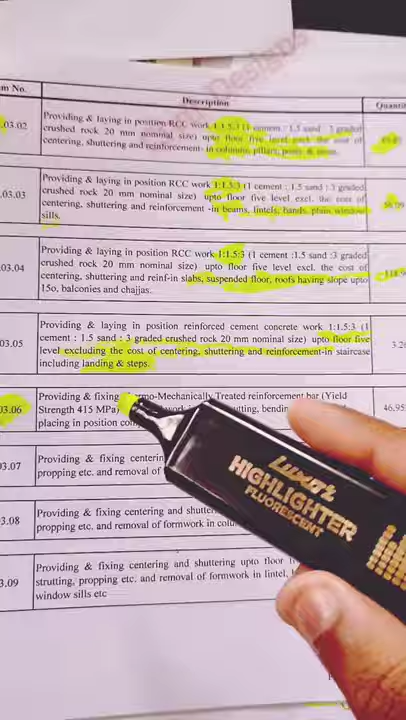 m No.
Description
Quanti
.03.02
Providing & laying in position RCC work 1:1.5:3 (1 cement : 1.5 sand : 3 graded
crushed rock 20 mm nominal size) upto floor five level excl. the cost of
centering, shuttering and reinforcement- in columns, pillars,
.03.03
Providing & laying in position RCC work 1:1.5:3 (1 cement : 1.5 sand : 3 graded
crushed rock 20 mm nominal size) upto floor five level excl. the cost of
centering, shuttering and reinforcement -in beams, lintels, bands, plain window
sills.
.03.04
Providing & laying in position RCC work 1:1.5:3 (1 cement :1.5 sand :3 graded
crushed rock 20 mm nominal size) upto floor five level excl. the cost of
centering, shuttering and reinf-in slabs, suspended floor, roofs having slope upto
15o, balconies and chajjas.
.03.05
Providing & laying in position reinforced cement concrete work 1:1.5:3 (1
cement : 1.5 sand : 3 graded crushed rock 20 mm nominal size) upto floor five
level excluding the cost of centering, shuttering and reinforcement-in staircase
including landing & steps.
3.26
03.06
Providing & fixing rmo-Mechanically Treated reinforcement bar (Yield
Strength 415 MPa) utting, bendin
placing in position con
46,95
.03.07
Providing & fixing centerin
propping etc. and removal of
.03.08
Providing & fixing centering and shutte
propping etc. and removal of formwork in colu
.03.09
Providing & fixing centering and shuttering upto floor
strutting, propping etc. and removal of formwork in lintel,
window sills etc
Luxor
HIGHLIGHTER
FLUORESCENT